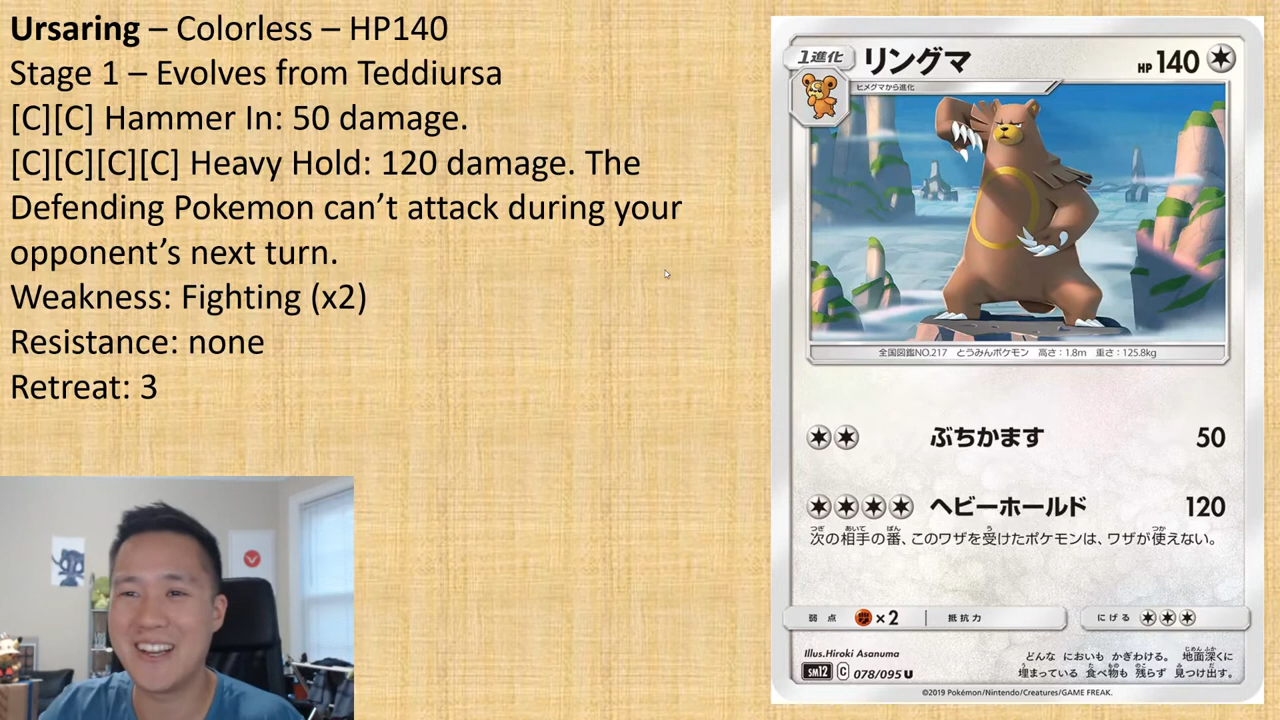 Ursaring – Colorless – HP140
Stage 1 – Evolves from Teddiursa
[C][C] Hammer In: 50 damage.
[C][C][C][C] Heavy Hold: 120 damage. The
Defending Pokemon can’t attack during your
opponent’s next turn.
Weakness: Fighting (x2)
Resistance: none
Retreat: 3
1進化 リングマ HP 140
ヒメグマから進化
全国図鑑NO.217 とうみんポケモン 高さ：1.8m 重さ：125.8kg
ぶちかます 50
ヘビーホールド 120
次の相手の番、このワザを受けたポケモンは、ワザが使えない。
弱点 ×2 抵抗力 にげる
Illus.Hiroki Asanuma
SM12 C 078/095 U
どんな においも かぎわける。 地面深くに
埋まっている 食べ物も 残らず 見つけ出す。
©2019 Pokémon/Nintendo/Creatures/GAME FREAK.